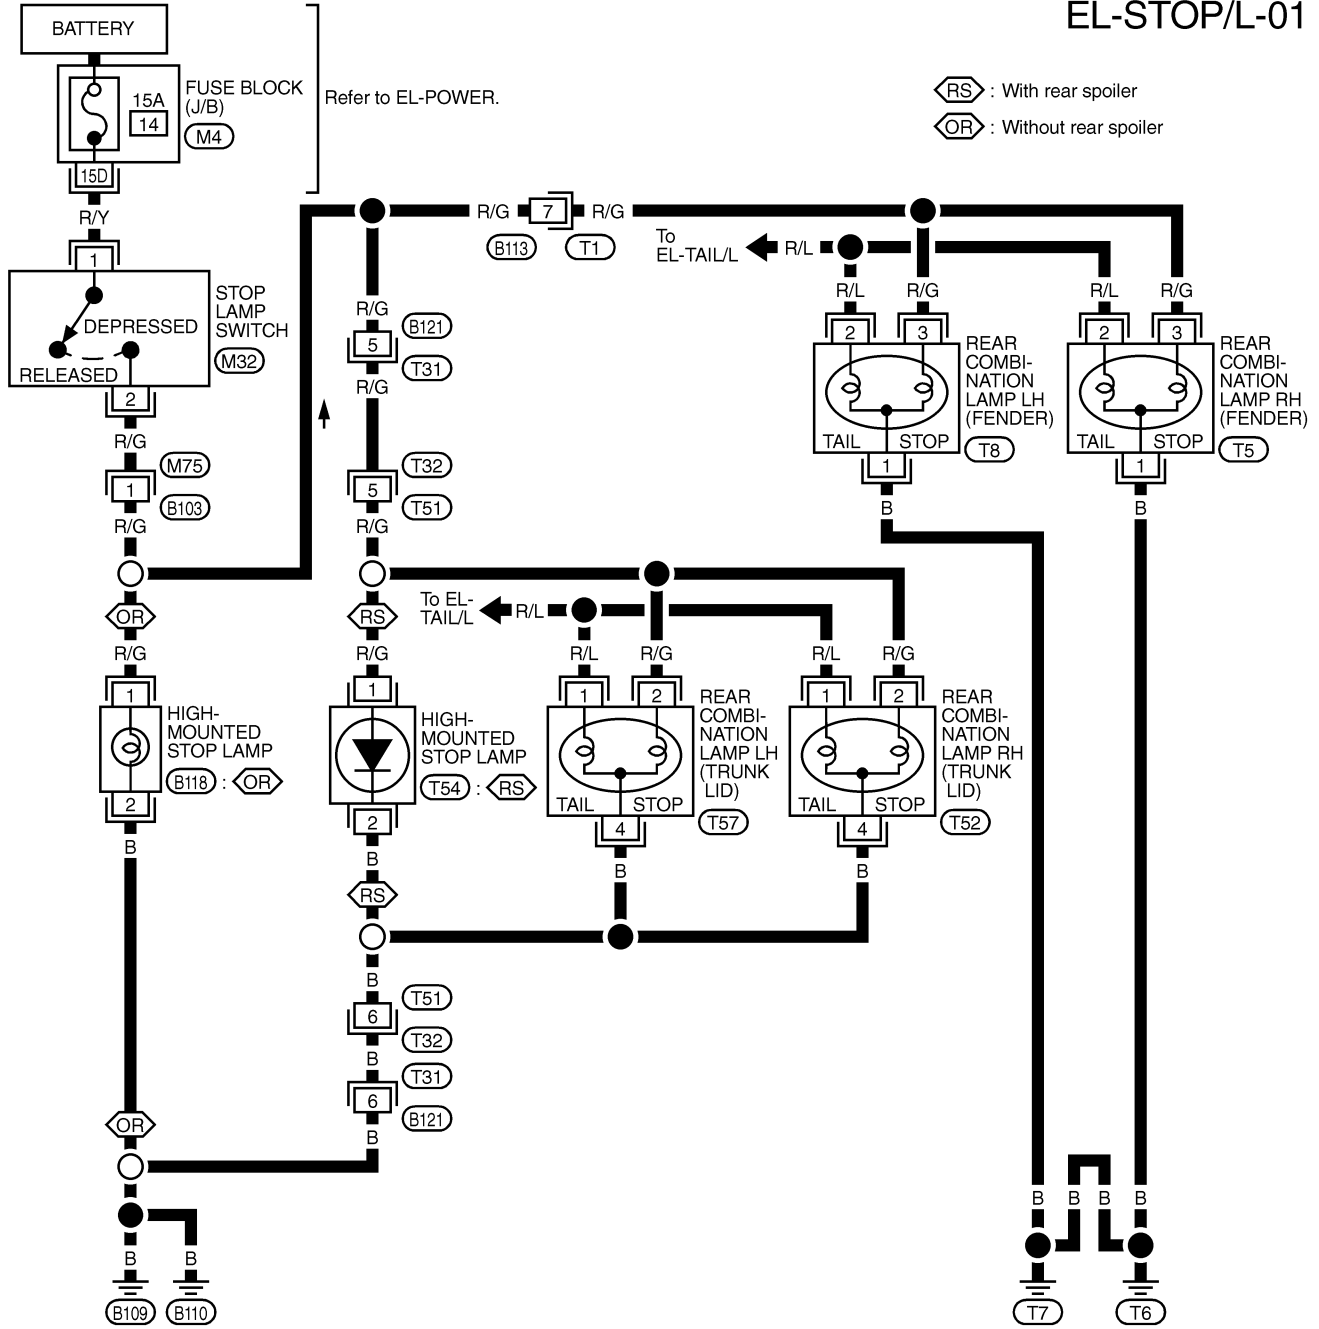 EL-STOP/L-01
BATTERY
FUSE BLOCK
(J/B)
15A
14
M4
Refer to EL-POWER.
RS : With rear spoiler
OR : Without rear spoiler
15D
R/Y
1
STOP
LAMP
SWITCH
M32
DEPRESSED
RELEASED
2
R/G
M75
1
B103
R/G
R/G 7 R/G
B113 T1
To
EL-TAIL/L
R/L
R/G
B121
5
T31
R/G
T32
5
T51
R/G
R/L R/G
2 3
REAR
COMBI-
NATION
LAMP LH
(FENDER)
T8
TAIL STOP
1
B
R/L R/G
2 3
REAR
COMBI-
NATION
LAMP RH
(FENDER)
T5
TAIL STOP
1
B
OR
R/G
1
HIGH-
MOUNTED
STOP LAMP
B118 : OR
2
B
RS
R/G
1
HIGH-
MOUNTED
STOP LAMP
T54 : RS
2
B
RS
To EL-
TAIL/L
R/L
R/L R/G
1 2
REAR
COMBI-
NATION
LAMP LH
(TRUNK
LID)
T57
TAIL STOP
4
B
R/L R/G
1 2
REAR
COMBI-
NATION
LAMP RH
(TRUNK
LID)
T52
TAIL STOP
4
B
B
T51
6
T32
B
T31
6
B121
B
OR
B B
B109 B110
B B B B
T7 T6